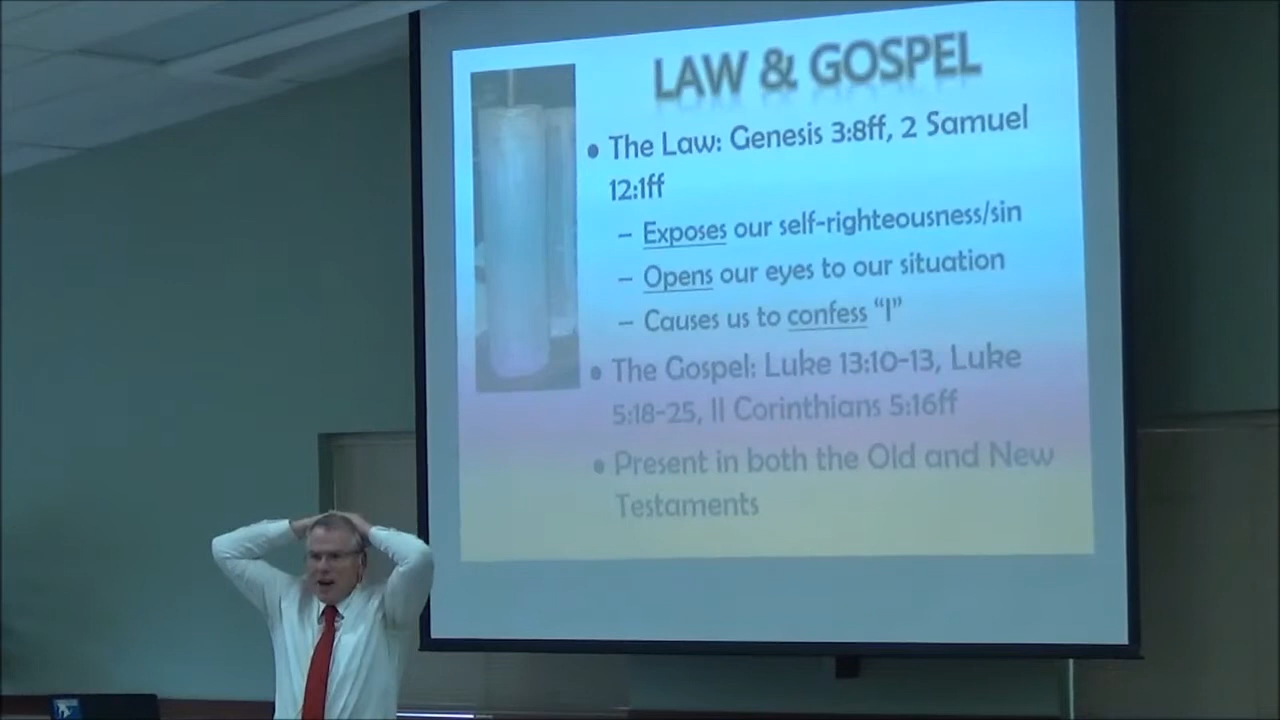 LAW & GOSPEL
• The Law: Genesis 3:8ff, 2 Samuel
12:1ff
– Exposes our self-righteousness/sin
– Opens our eyes to our situation
– Causes us to confess “I”
• The Gospel: Luke 13:10-13, Luke
5:18-25, II Corinthians 5:16ff
• Present in both the Old and New
Testaments